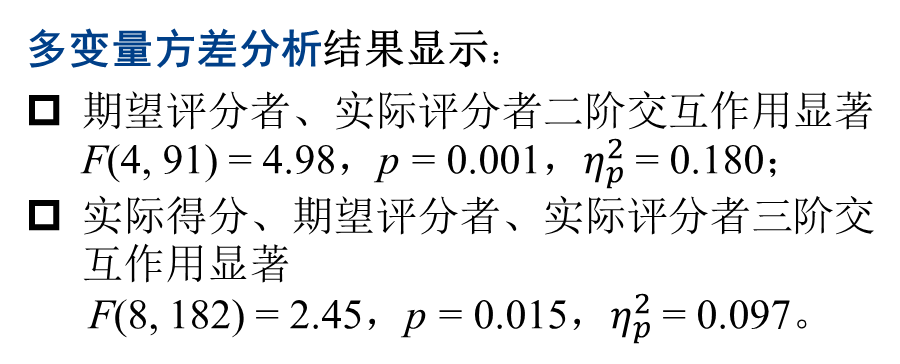 多变量方差分析结果显示：
期望评分者、实际评分者二阶交互作用显著
F(4, 91) = 4.98，p = 0.001，η²ₚ = 0.180；
实际得分、期望评分者、实际评分者三阶交
互作用显著
F(8, 182) = 2.45，p = 0.015，η²ₚ = 0.097。